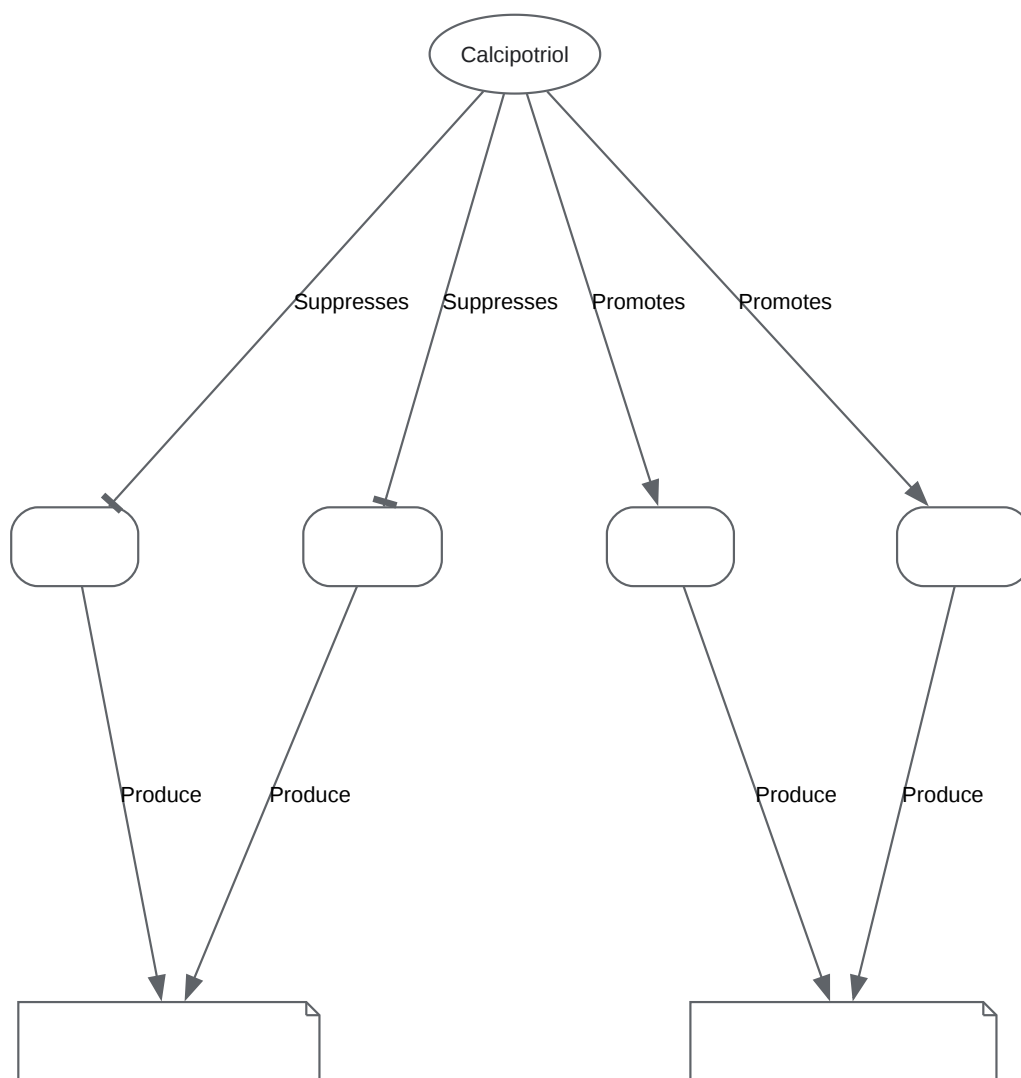 Calcipotriol
Suppresses
Suppresses
Promotes
Promotes
Produce
Produce
Produce
Produce